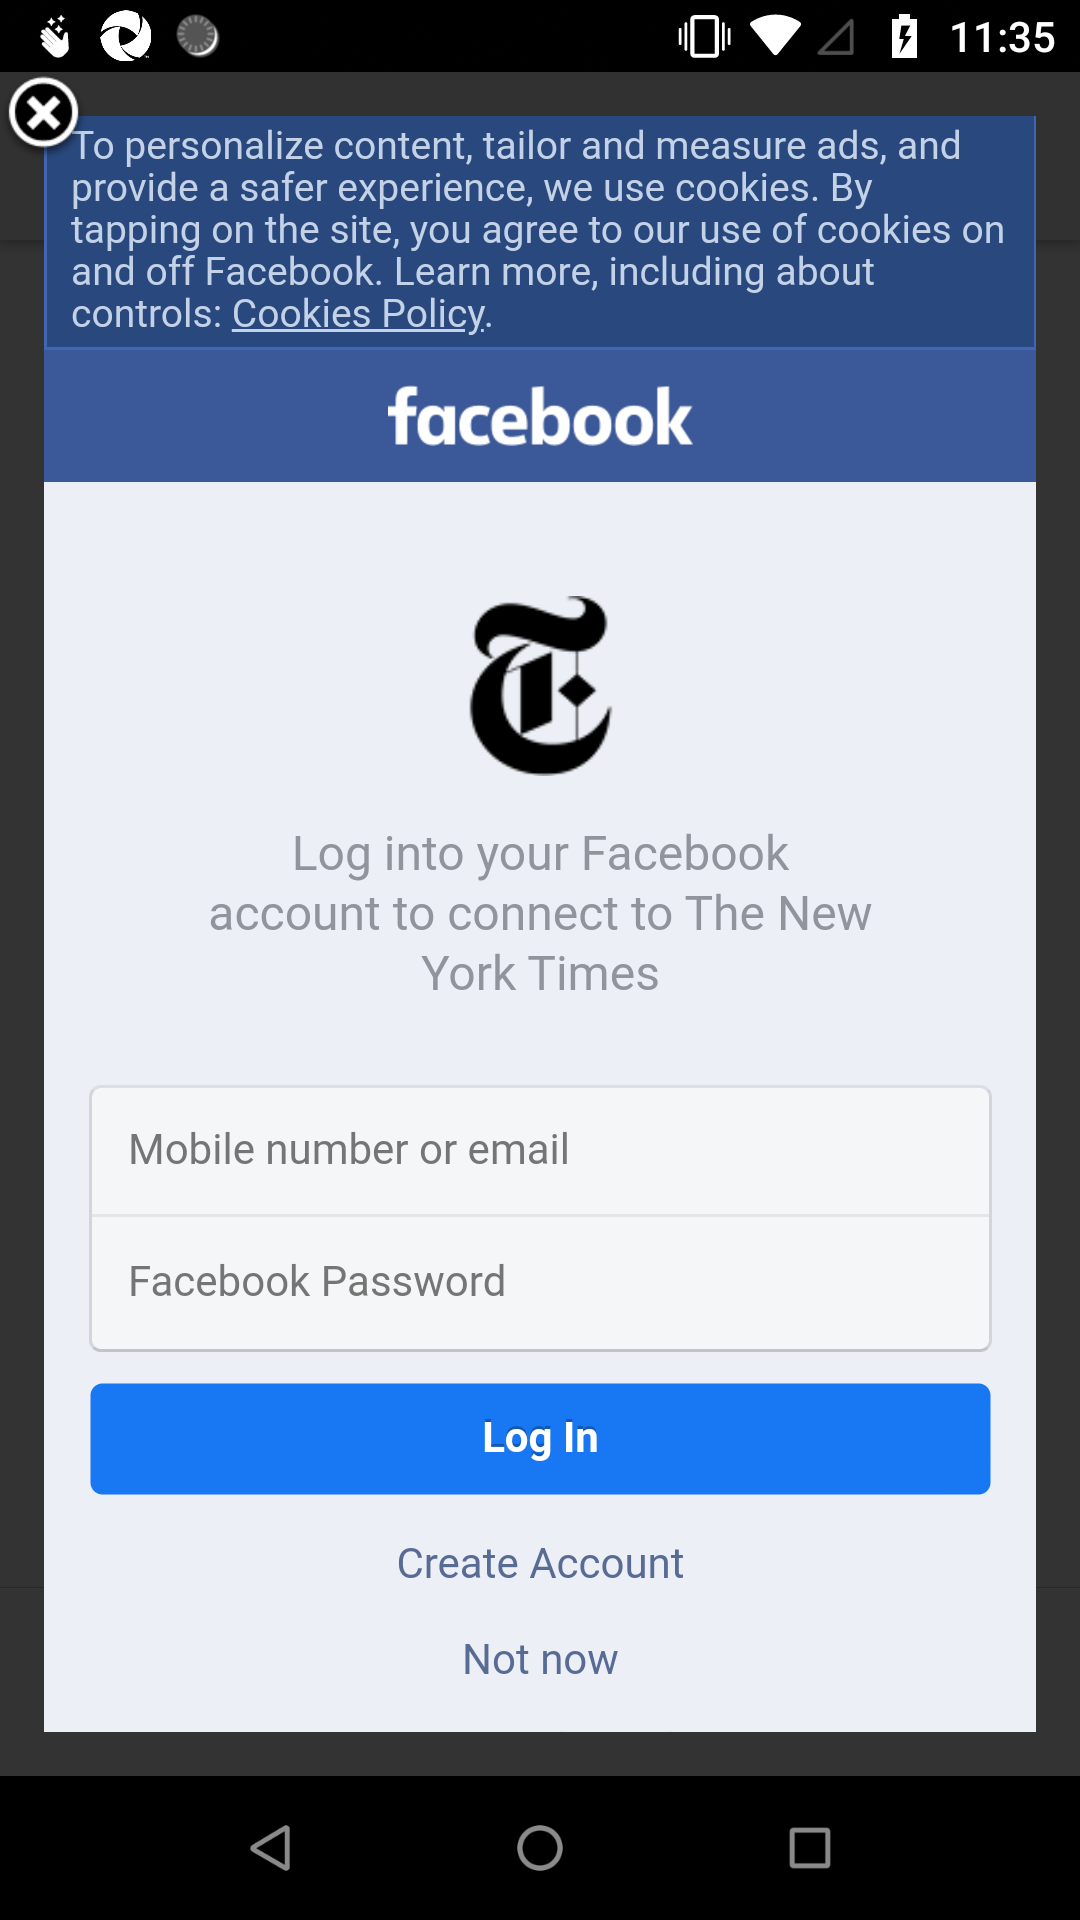 11:35
To personalize content, tailor and measure ads, and
provide a safer experience, we use cookies. By
tapping on the site, you agree to our use of cookies on
and off Facebook. Learn more, including about
controls: Cookies Policy.
facebook
T
Log into your Facebook
account to connect to The New
York Times
Mobile number or email
Facebook Password
Log In
Create Account
Not now